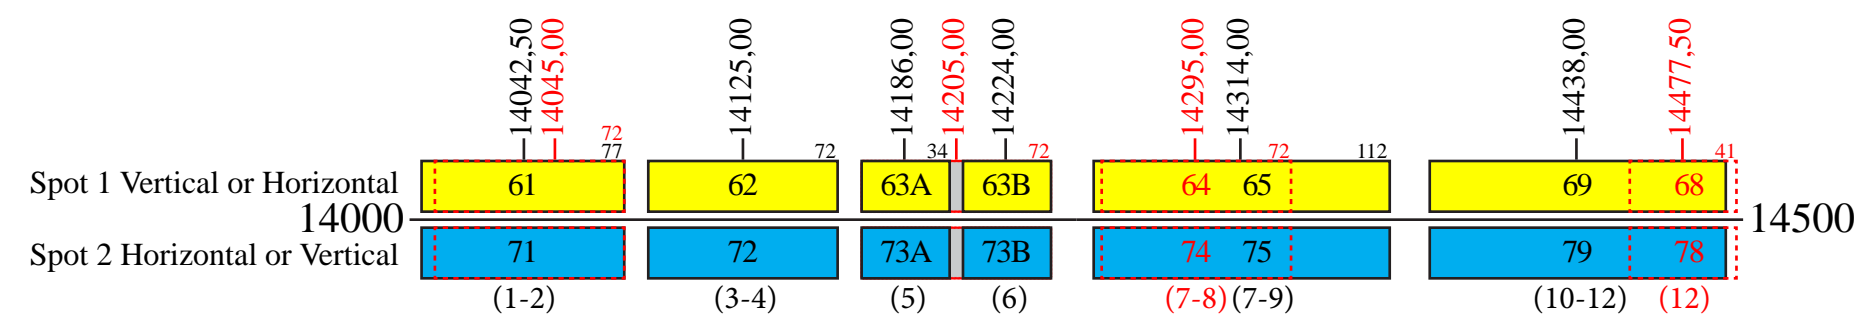 14042,50 14045,00 14125,00 14186,00 14205,00 14224,00 14295,00 14314,00 14438,00 14477,50
72
77 72 34 72 72 112 41
Spot 1 Vertical or Horizontal 61 62 63A 63B 64 65 69 68
14000 14500
Spot 2 Horizontal or Vertical 71 72 73A 73B 74 75 79 78
(1-2) (3-4) (5) (6) (7-8) (7-9) (10-12) (12)